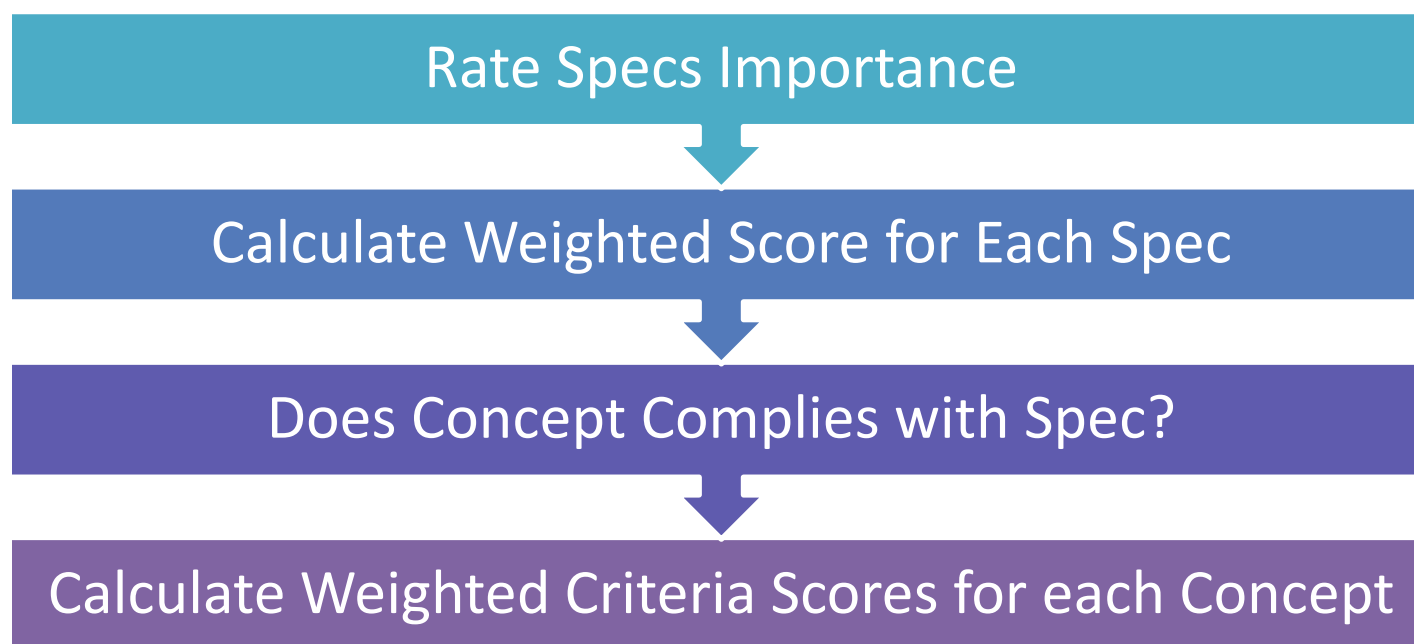 Rate Specs Importance
Calculate Weighted Score for Each Spec
Does Concept Complies with Spec?
Calculate Weighted Criteria Scores for each Concept